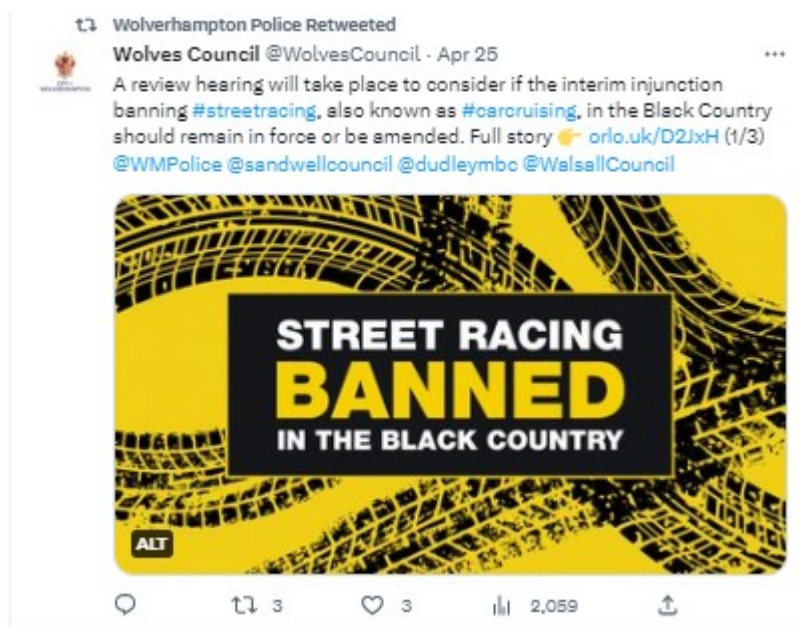 Wolverhampton Police Retweeted
Wolves Council @WolvesCouncil · Apr 25
A review hearing will take place to consider if the interim injunction
banning #streetracing, also known as #carcruising, in the Black Country
should remain in force or be amended. Full story 👉 orlo.uk/D2JxH (1/3)
@WMPolice @sandwellcouncil @dudleymbc @WalsallCouncil
STREET RACING
BANNED
IN THE BLACK COUNTRY
ALT
3 3 2,059